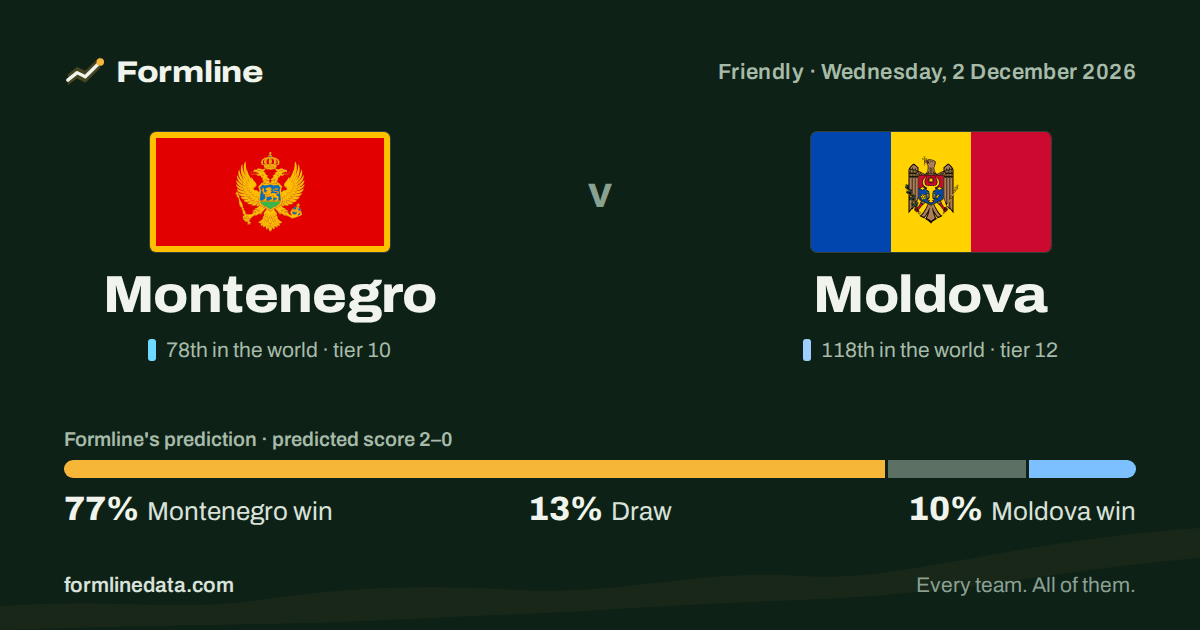 Formline
Friendly · Wednesday, 2 December 2026
v
Montenegro
Moldova
78th in the world · tier 10
118th in the world · tier 12
Formline's prediction · predicted score 2–0
77% Montenegro win
13% Draw
10% Moldova win
formlinedata.com
Every team. All of them.